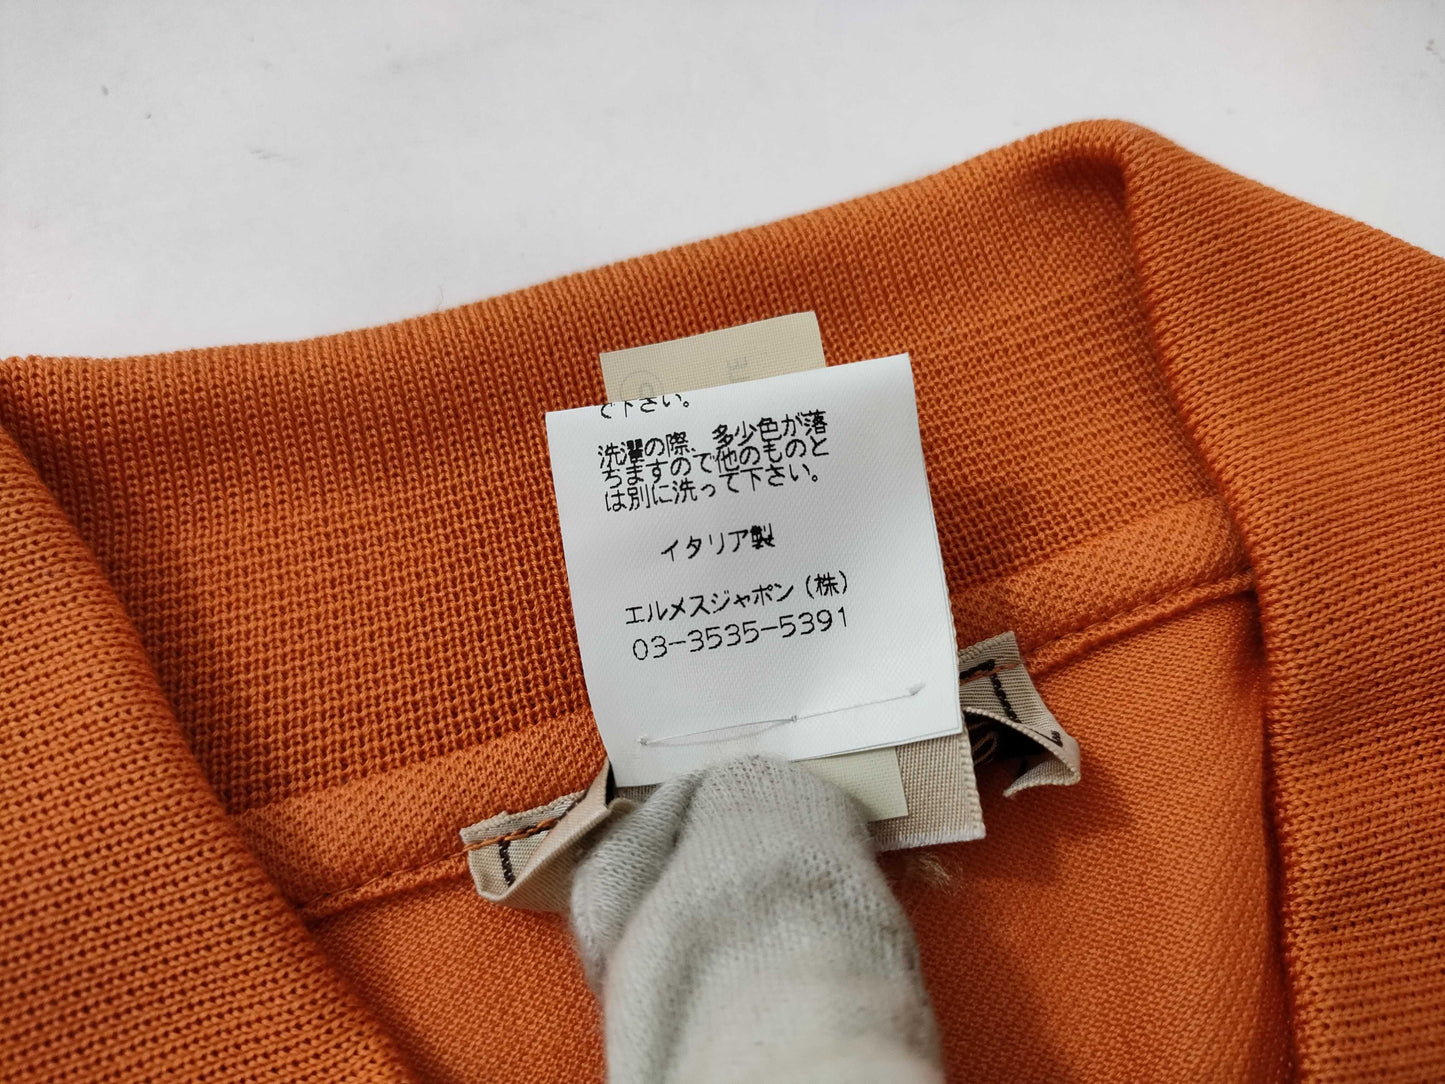 て下さい。
洗濯の際、多少色が落
ちますので他のものと
は別に洗って下さい。
イタリア製
エルメスジャポン（株）
03-3535-5391